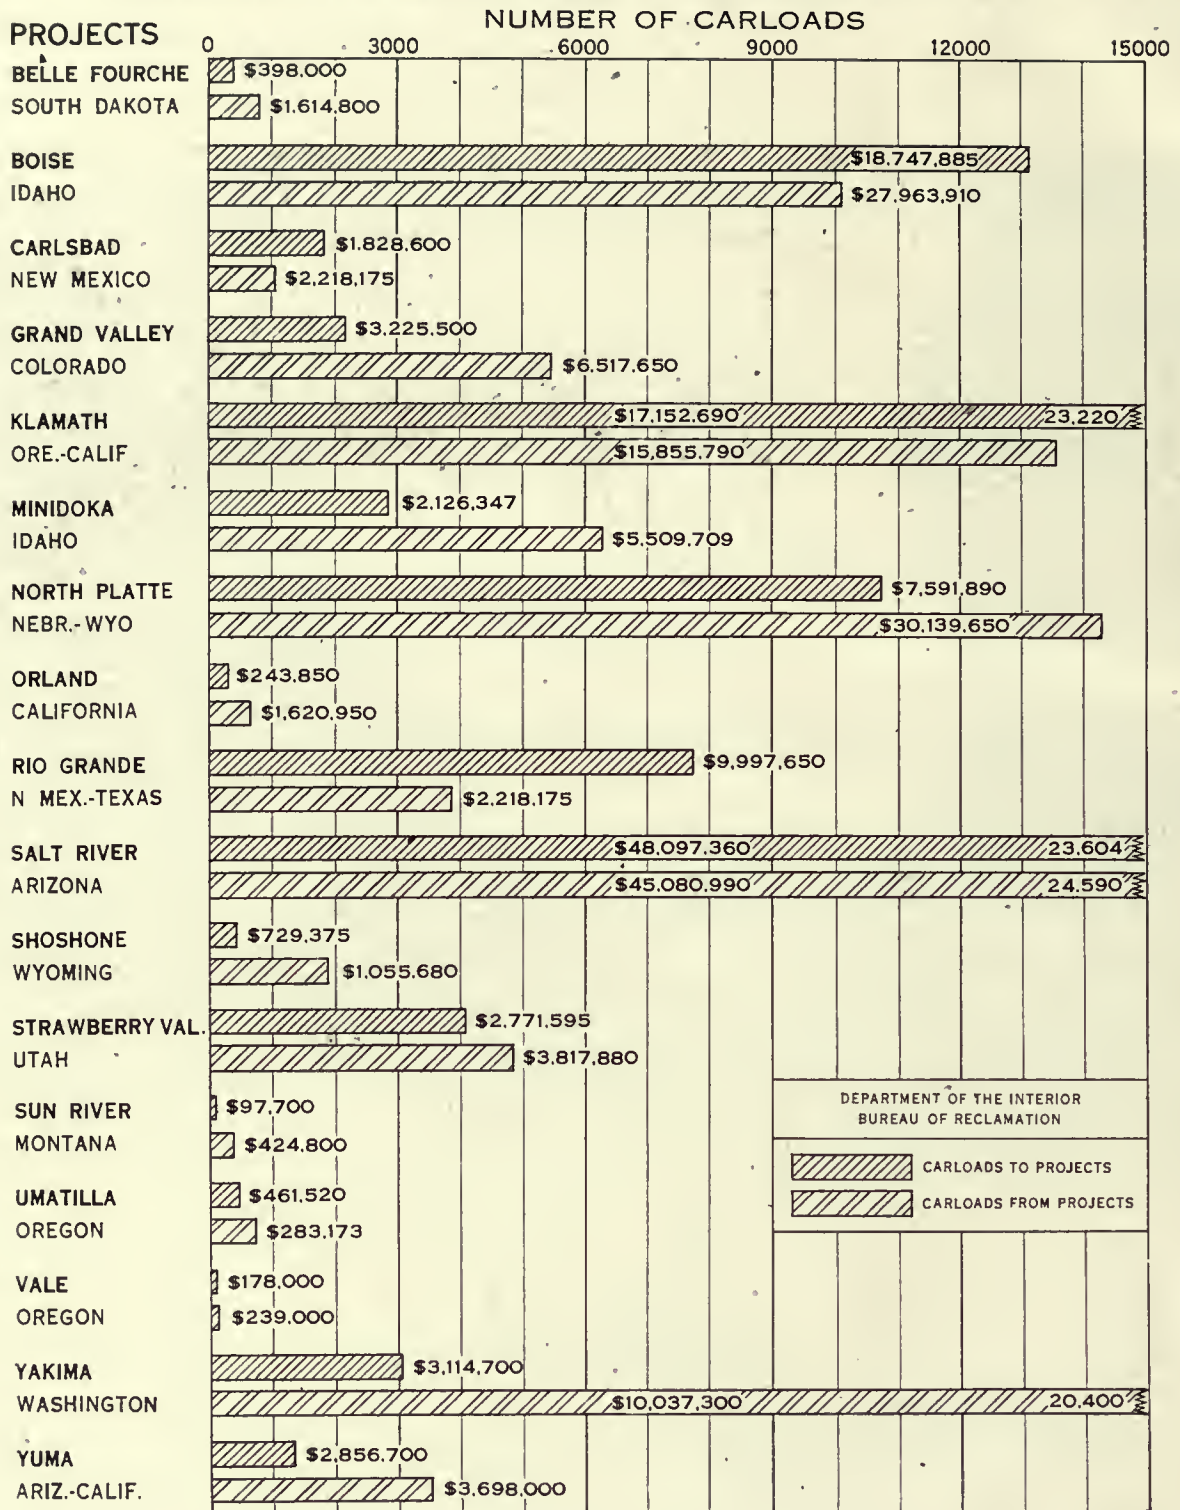 NUMBER OF CARLOADS
PROJECTS
0 3000 6000 9000 12000 15000
BELLE FOURCHE $398.000
SOUTH DAKOTA $1.614.800
BOISE $18.747,885
IDAHO $27,963,910
CARLSBAD $1.828.600
NEW MEXICO $2,218,175
GRAND VALLEY $3,225,500
COLORADO $6,517,650
KLAMATH $17,152,690 23,220
ORE.-CALIF $15,855,790
MINIDOKA $2,126,347
IDAHO $5,509,709
NORTH PLATTE $7,591,890
NEBR.-WYO $30,139,650
ORLAND $243,850
CALIFORNIA $1,620,950
RIO GRANDE $9,997,650
N MEX.-TEXAS $2,218,175
SALT RIVER $48,097,360 23,604
ARIZONA $45,080,990 24.590
SHOSHONE $729,375
WYOMING $1,055,680
STRAWBERRY VAL. $2,771,595
UTAH $3,817,880
SUN RIVER $97,700
MONTANA $424,800
DEPARTMENT OF THE INTERIOR
BUREAU OF RECLAMATION
CARLOADS TO PROJECTS
CARLOADS FROM PROJECTS
UMATILLA $461,520
OREGON $283,173
VALE $178,000
OREGON $239,000
YAKIMA $3,114,700
WASHINGTON $10,037,300 20,400
YUMA $2,856,700
ARIZ.-CALIF. $3,698,000